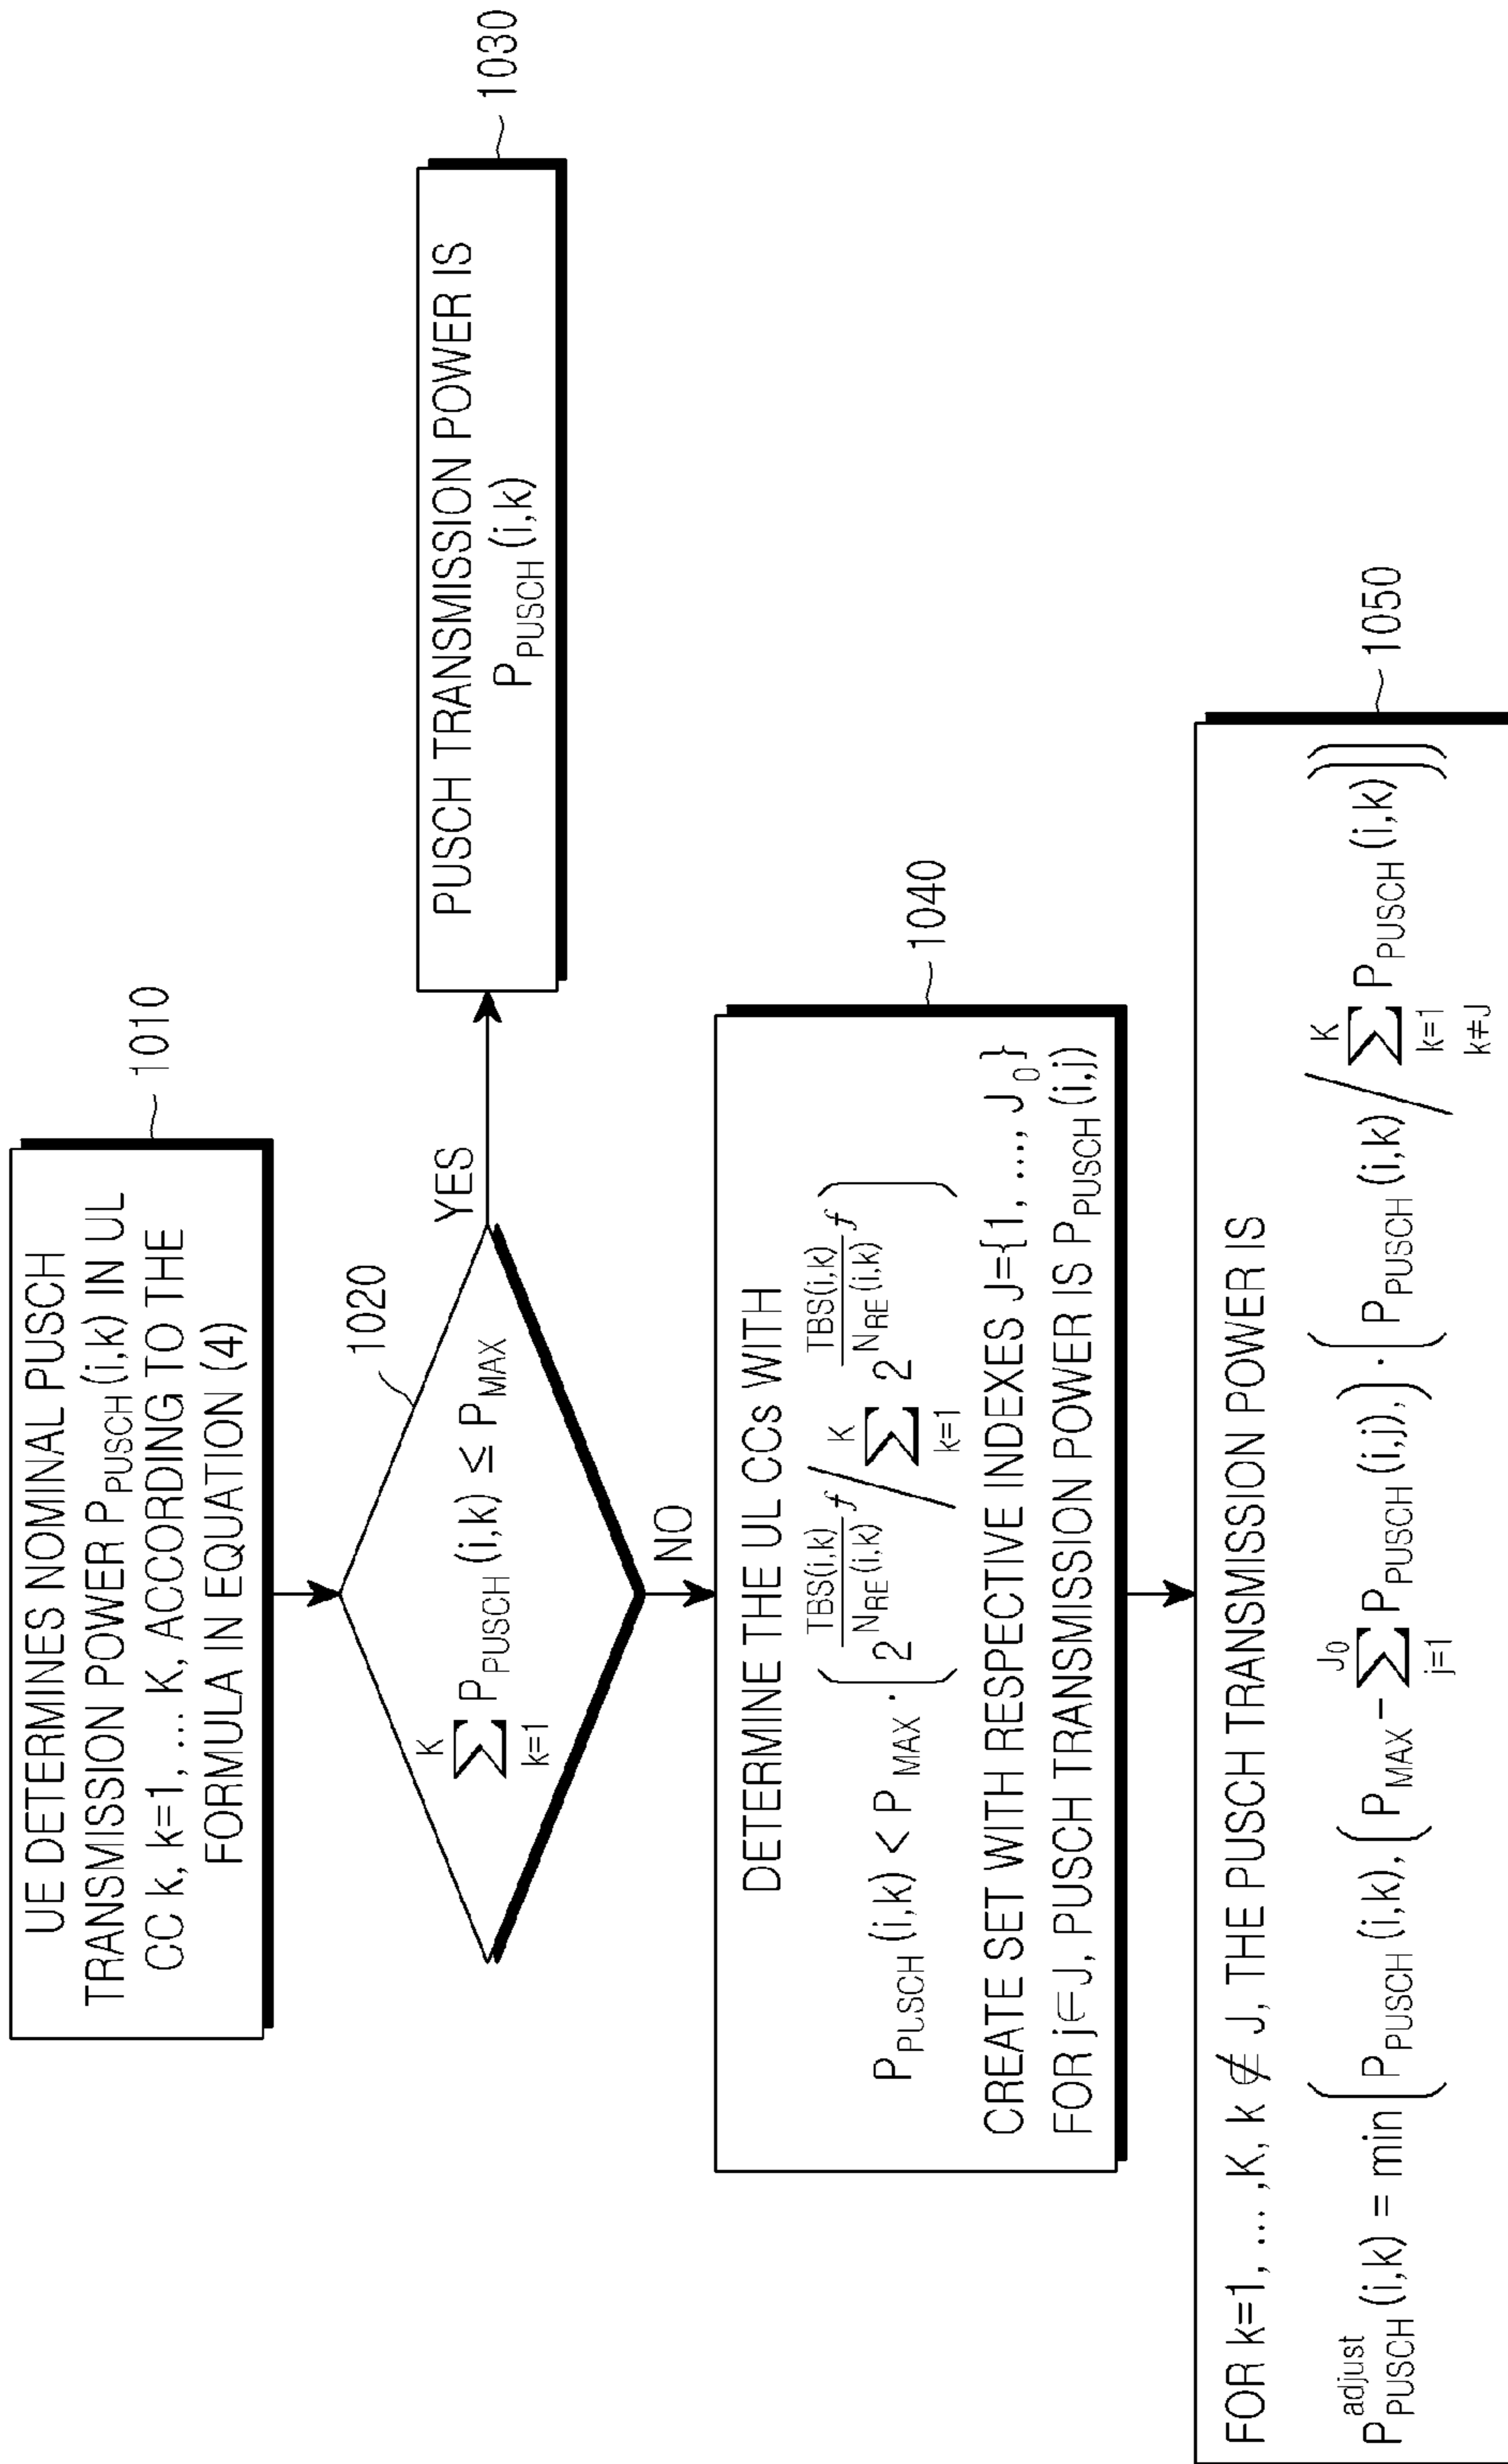 UE DETERMINES NOMINAL PUSCH
TRANSMISSION POWER P_PUSCH (i,k) IN UL
CC k, k=1, ... K, ACCORDING TO THE
FORMULA IN EQUATION (4)
1010
1020
∑_{k=1}^{K} P_PUSCH (i,k) ≤ P_MAX
YES
PUSCH TRANSMISSION POWER IS
P_PUSCH (i,k)
1030
NO
DETERMINE THE UL CCs WITH
P_PUSCH (i,k) < P_MAX · ( 2^{TBS(i,k)/N_RE(i,k) f} / ∑_{k=1}^{K} 2^{TBS(i,k)/N_RE(i,k) f} )
CREATE SET WITH RESPECTIVE INDEXES J={1, ..., J_0}
FOR j∈J, PUSCH TRANSMISSION POWER IS P_PUSCH (i,j)
1040
FOR k=1, ... ,K, k ∉ J, THE PUSCH TRANSMISSION POWER IS
P_PUSCH^adjust (i,k) = min ( P_PUSCH (i,k), ( P_MAX - ∑_{j=1}^{J_0} P_PUSCH (i,j), ) · ( P_PUSCH (i,k) / ∑_{k=1 k≠J}^{K} P_PUSCH (i,k) ) )
1050